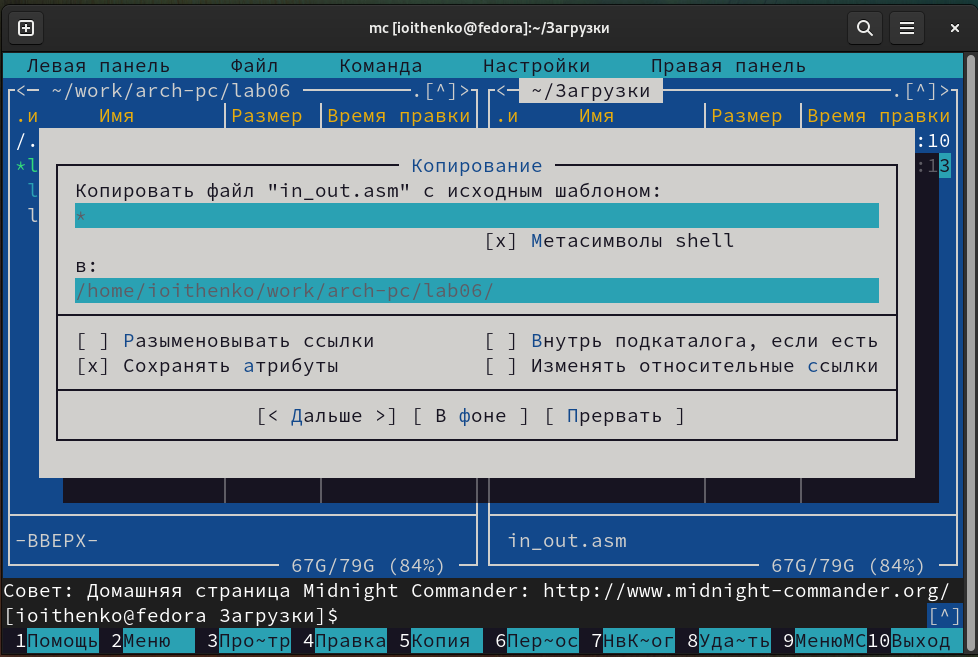 mc [ioithenko@fedora]:~/Загрузки
Левая панель Файл Команда Настройки Правая панель
<— ~/work/arch-pc/lab06 .[^]> <— ~/Загрузки .[^]>
.и Имя Размер Время правки .и Имя Размер Время правки
/. :10
*l :13
l
l
Копирование
Копировать файл "in_out.asm" с исходным шаблоном:
*
[x] Метасимволы shell
в:
/home/ioithenko/work/arch-pc/lab06/
[ ] Разыменовывать ссылки [ ] Внутрь подкаталога, если есть
[x] Сохранять атрибуты [ ] Изменять относительные ссылки
[< Дальше >] [ В фоне ] [ Прервать ]
-ВВЕРХ- in_out.asm
67G/79G (84%) 67G/79G (84%)
Совет: Домашняя страница Midnight Commander: http://www.midnight-commander.org/
[ioithenko@fedora Загрузки]$ [^]
1Помощь 2Меню 3Про~тр 4Правка 5Копия 6Пер~ос 7НвК~ог 8Уда~ть 9МенюMC 10Выход